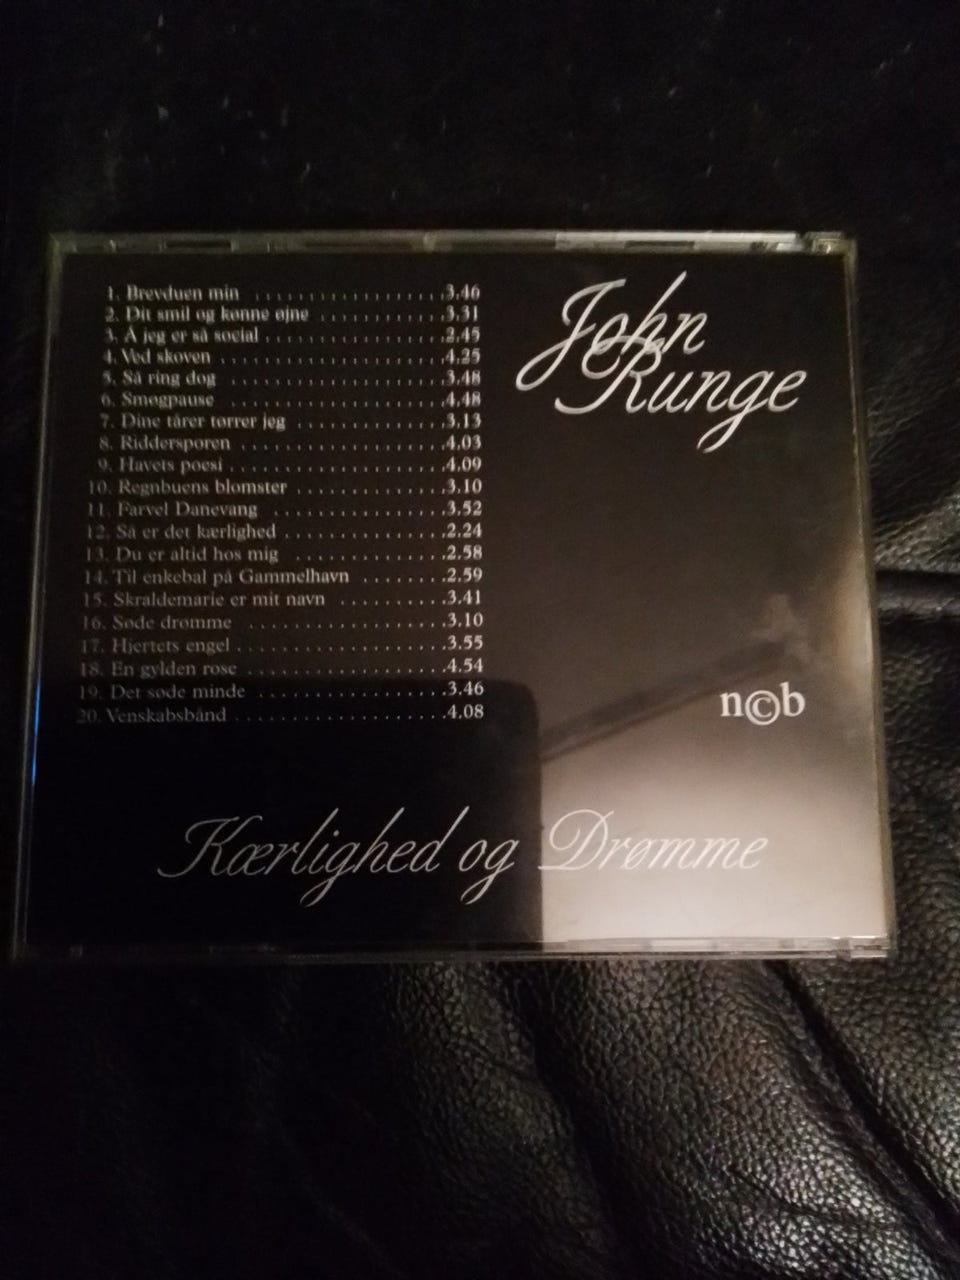 1. Brevduen min ..................3.46
2. Dit smil og kønne øjne ............3.31
3. Å jeg er så social .................2.45
4. Ved skoven .....................4.25
5. Så ring dog ....................3.48
6. Smøgpause ....................4.48
7. Dine tårer tørrer jeg ..............3.13
8. Riddersporen ...................4.03
9. Havets poesi ....................4.09
10. Regnbuens blomster ..............3.10
11. Farvel Danevang ................3.52
12. Så er det kærlighed ...............2.24
13. Du er altid hos mig ..............2.58
14. Til enkebal på Gammelhavn ........2.59
15. Skraldemarie er mit navn ..........3.41
16. Søde drømme ..................3.10
17. Hjertets engel ...................3.55
18. En gylden rose ..................4.54
19. Det søde minde .................3.46
20. Venskabsbånd ...................4.08
John
Runge
n©b
Kærlighed og Drømme